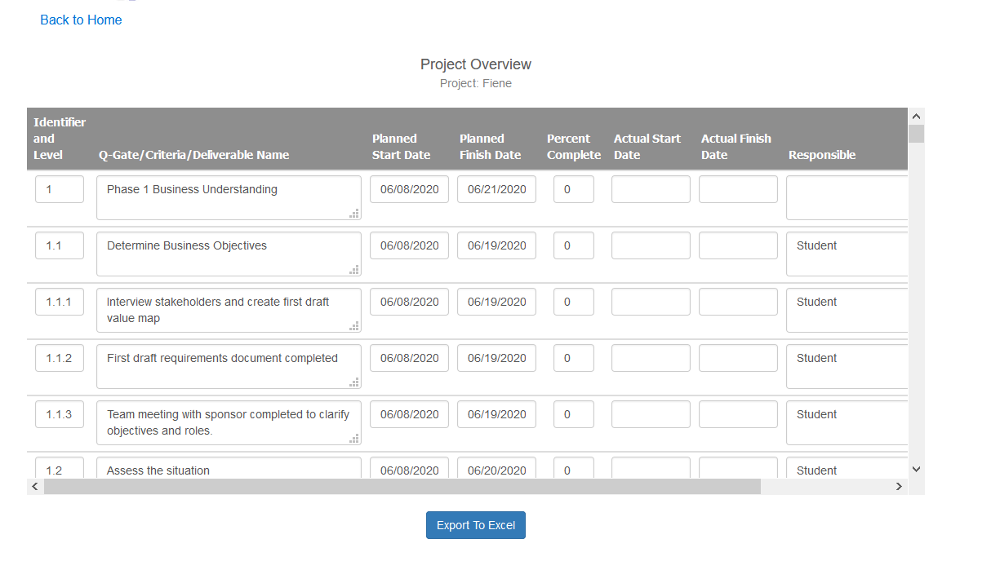 Back to Home
Project Overview
Project: Fiene
Identifier and Level Q-Gate/Criteria/Deliverable Name Planned Start Date Planned Finish Date Percent Complete Actual Start Date Actual Finish Date Responsible
1 Phase 1 Business Understanding 06/08/2020 06/21/2020 0
1.1 Determine Business Objectives 06/08/2020 06/19/2020 0 Student
1.1.1 Interview stakeholders and create first draft 06/08/2020 06/19/2020 0 Student
value map
1.1.2 First draft requirements document completed 06/08/2020 06/19/2020 0 Student
1.1.3 Team meeting with sponsor completed to clarify 06/08/2020 06/19/2020 0 Student
objectives and roles.
1.2 Assess the situation 06/08/2020 06/20/2020 0 Student
Export To Excel